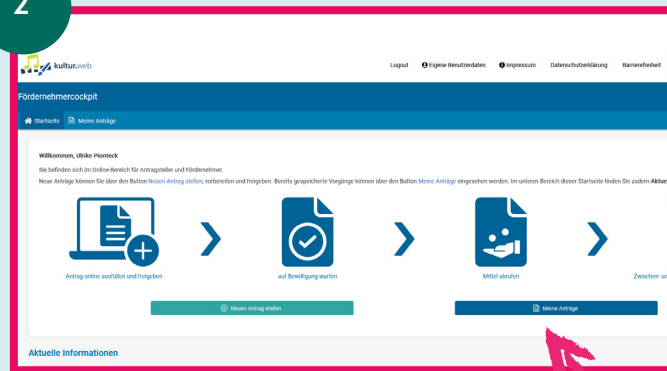 2
kultur.web
Logout Eigene Benutzerdaten Impressum Datenschutzerklärung Barrierefreiheit
Fördernehmercockpit
Startseite Meine Anträge
Willkommen, Ulrike Pionteck
Sie befinden sich im Online-Bereich für Antragsteller und Fördernehmer.
Neue Anträge können Sie über den Button Neuen Antrag stellen, vorbereiten und freigeben. Bereits gespeicherte Vorgänge können über den Button Meine Anträge eingesehen werden. Im unteren Bereich dieser Startseite finden Sie zudem Aktue
Antrag online ausfüllen und freigeben auf Bewilligung warten Mittel abrufen Zwischen- un
Neuen Antrag stellen Meine Anträge
Aktuelle Informationen